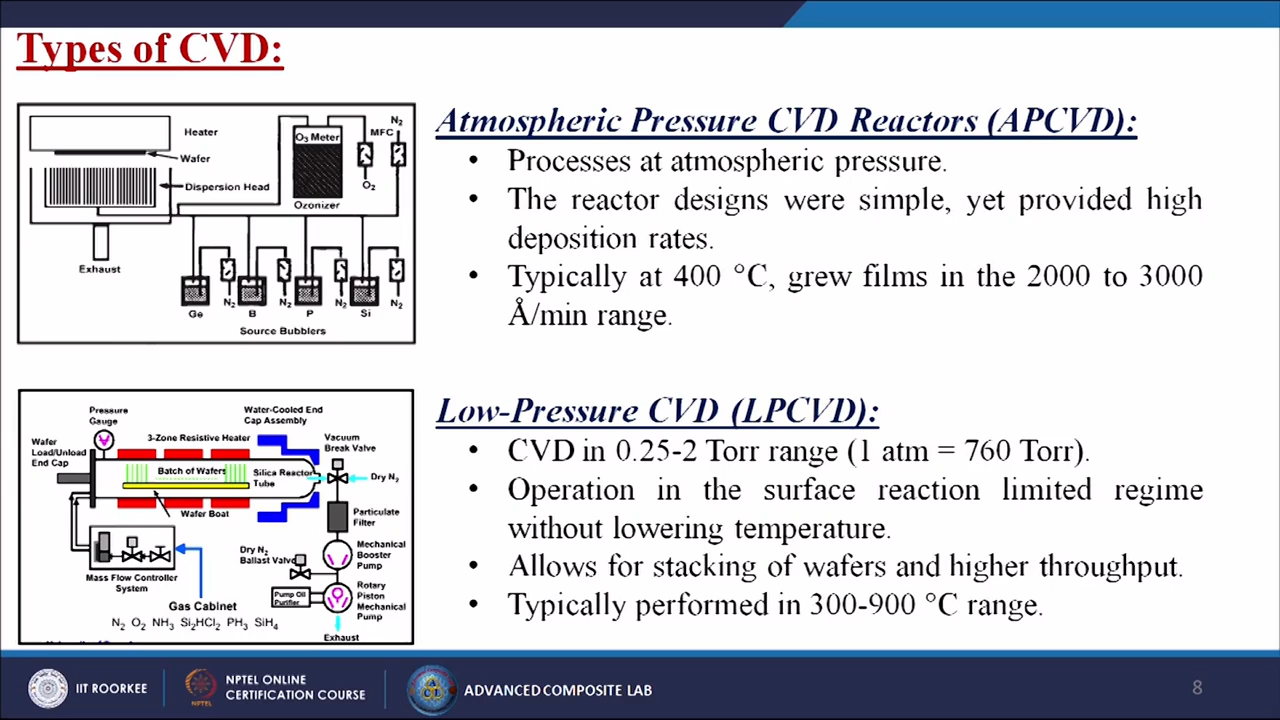 Types of CVD:
Heater
Wafer
Dispersion Head
Exhaust
O3 Meter
Ozonizer
MFC
N2
O2
Ge
N2
B
N2
P
N2
Si
N2
Source Bubblers
Atmospheric Pressure CVD Reactors (APCVD):
• Processes at atmospheric pressure.
• The reactor designs were simple, yet provided high
deposition rates.
• Typically at 400 °C, grew films in the 2000 to 3000
Å/min range.
Pressure
Gauge
Water-Cooled End
Cap Assembly
Wafer
Load/Unload
End Cap
3-Zone Resistive Heater
Vacuum
Break Valve
Batch of Wafers
Silica Reactor
Tube
Dry N2
Wafer Boat
Particulate
Filter
Dry N2
Ballast Valve
Mechanical
Booster
Pump
Mass Flow Controller
System
Pump Oil
Purifier
Rotary
Piston
Mechanical
Pump
Gas Cabinet
N2 O2 NH3 Si2HCl2 PH3 SiH4
Exhaust
Low-Pressure CVD (LPCVD):
• CVD in 0.25-2 Torr range (1 atm = 760 Torr).
• Operation in the surface reaction limited regime
without lowering temperature.
• Allows for stacking of wafers and higher throughput.
• Typically performed in 300-900 °C range.
IIT ROORKEE
NPTEL
NPTEL ONLINE
CERTIFICATION COURSE
ACL
ADVANCED COMPOSITE LAB
8